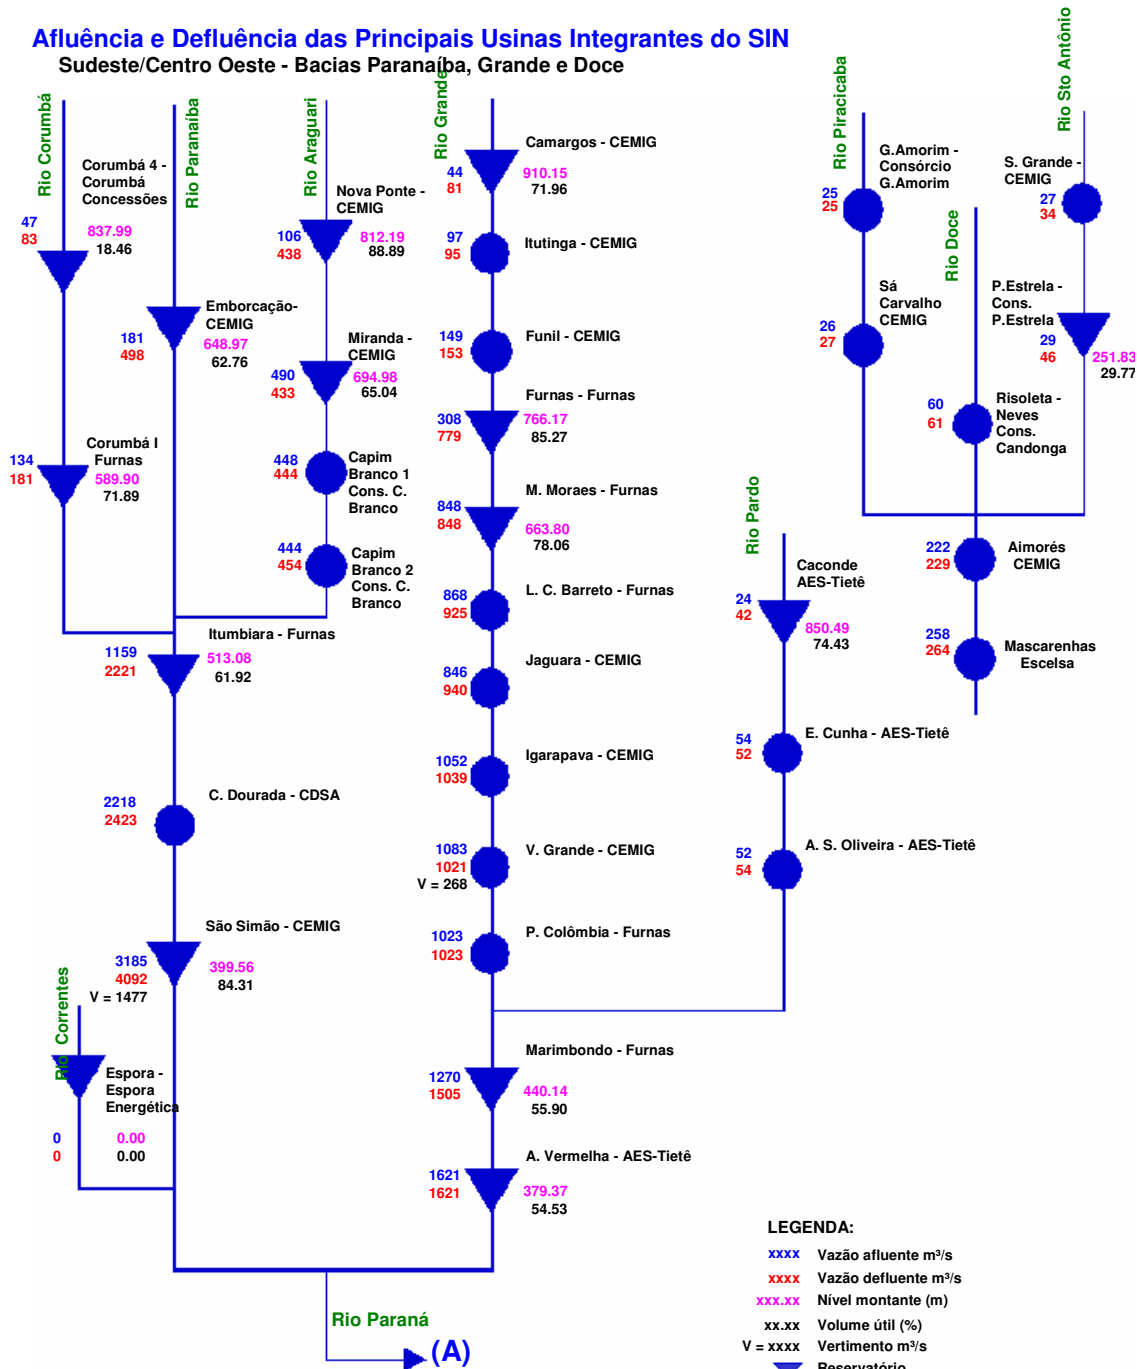 Afluência e Defluência das Principais Usinas Integrantes do SIN
Sudeste/Centro Oeste - Bacias Paranaíba, Grande e Doce
Rio Corumbá
Corumbá 4 -
Corumbá
Concessões
47
83
837.99
18.46
Corumbá I
Furnas
134
181
589.90
71.89
Rio Paranaíba
Emborcação-
CEMIG
181
498
648.97
62.76
Rio Araguari
Nova Ponte -
CEMIG
106
438
812.19
88.89
Miranda -
CEMIG
490
433
694.98
65.04
448
444
Capim
Branco 1
Cons. C.
Branco
444
454
Capim
Branco 2
Cons. C.
Branco
Itumbiara - Furnas
1159
2221
513.08
61.92
C. Dourada - CDSA
2218
2423
São Simão - CEMIG
3185
4092
V = 1477
399.56
84.31
Rio Correntes
Espora -
Espora
Energética
0
0
0.00
0.00
Rio Grande
Camargos - CEMIG
44
81
910.15
71.96
Itutinga - CEMIG
97
95
Funil - CEMIG
149
153
Furnas - Furnas
308
779
766.17
85.27
M. Moraes - Furnas
848
848
663.80
78.06
L. C. Barreto - Furnas
868
925
Jaguara - CEMIG
846
940
Igarapava - CEMIG
1052
1039
V. Grande - CEMIG
1083
1021
V = 268
P. Colômbia - Furnas
1023
1023
Marimbondo - Furnas
1270
1505
440.14
55.90
A. Vermelha - AES-Tietê
1621
1621
379.37
54.53
Rio Pardo
Caconde
AES-Tietê
24
42
850.49
74.43
E. Cunha - AES-Tietê
54
52
A. S. Oliveira - AES-Tietê
52
54
Rio Piracicaba
G.Amorim -
Consórcio
G.Amorim
25
25
Sá
Carvalho
CEMIG
26
27
Rio Doce
60
61
Risoleta -
Neves
Cons.
Candonga
Rio Sto Antônio
S. Grande -
CEMIG
27
34
P.Estrela -
Cons.
P.Estrela
29
46
251.83
29.77
222
229
Aimorés
CEMIG
258
264
Mascarenhas
Escelsa
Rio Paraná
(A)
LEGENDA:
xxxx Vazão afluente m³/s
xxxx Vazão defluente m³/s
xxx.xx Nível montante (m)
xx.xx Volume útil (%)
V = xxxx Vertimento m³/s
Reservatório